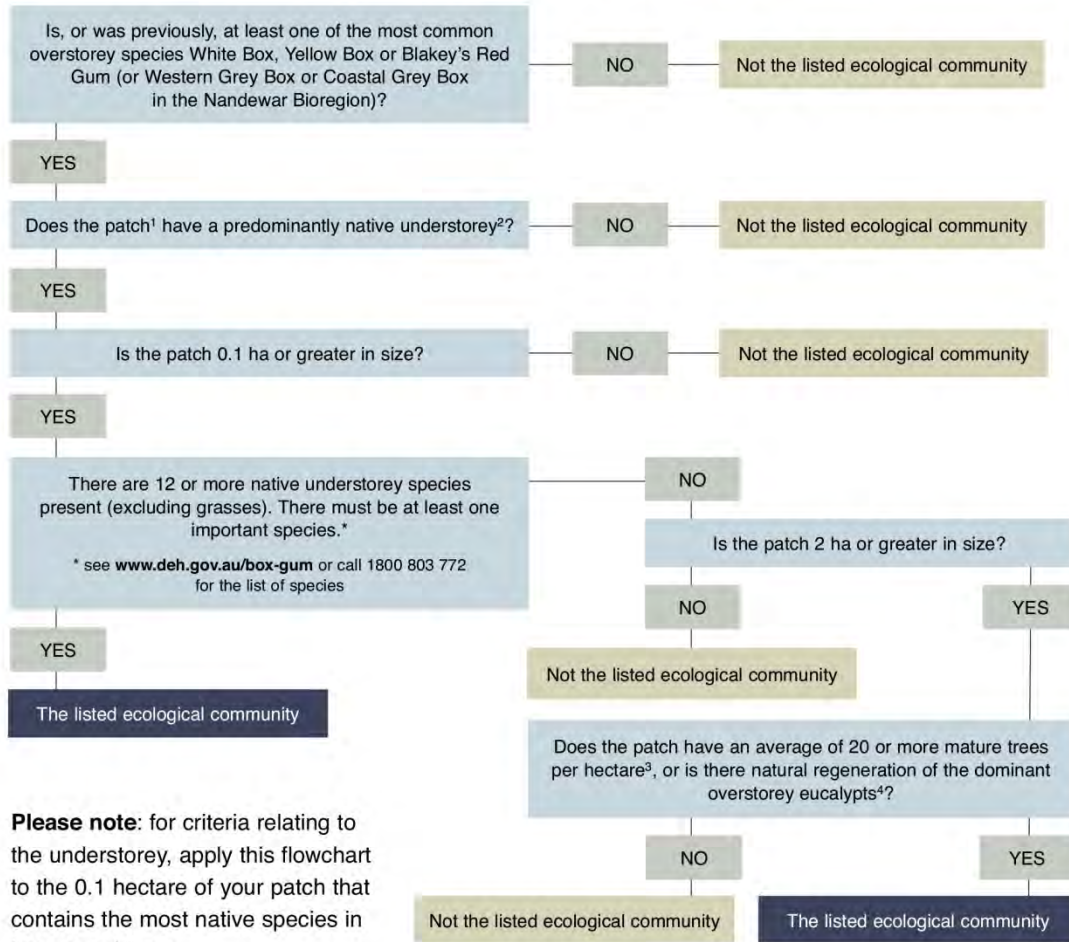 Is, or was previously, at least one of the most common
overstorey species White Box, Yellow Box or Blakey's Red
Gum (or Western Grey Box or Coastal Grey Box
in the Nandewar Bioregion)?
NO
Not the listed ecological community
YES
Does the patch¹ have a predominantly native understorey²?
NO
Not the listed ecological community
YES
Is the patch 0.1 ha or greater in size?
NO
Not the listed ecological community
YES
There are 12 or more native understorey species
present (excluding grasses). There must be at least one
important species.*
* see www.deh.gov.au/box-gum or call 1800 803 772
for the list of species
NO
Is the patch 2 ha or greater in size?
NO
YES
YES
Not the listed ecological community
The listed ecological community
Does the patch have an average of 20 or more mature trees
per hectare³, or is there natural regeneration of the dominant
overstorey eucalypts⁴?
NO
YES
Not the listed ecological community
The listed ecological community
Please note: for criteria relating to
the understorey, apply this flowchart
to the 0.1 hectare of your patch that
contains the most native species in